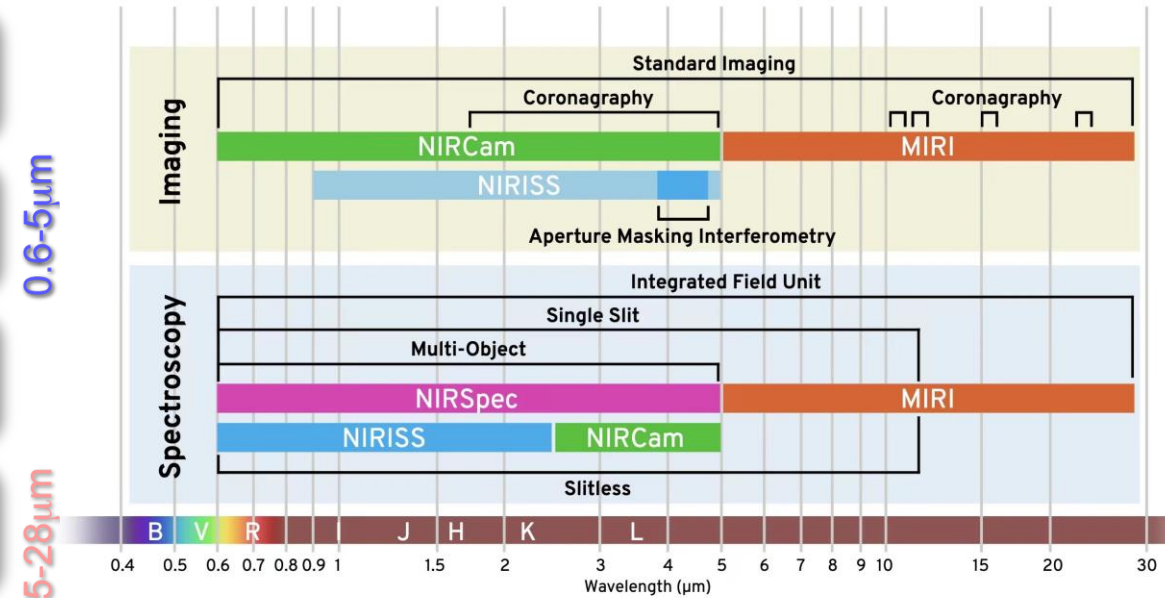 0.6-5µm
5-28µm
Imaging
Standard Imaging
Coronagraphy
Coronagraphy
NIRCam
MIRI
NIRISS
Aperture Masking Interferometry
Spectroscopy
Integrated Field Unit
Single Slit
Multi-Object
NIRSpec
MIRI
NIRISS
NIRCam
Slitless
B V R I J H K L
0.4 0.5 0.6 0.7 0.8 0.9 1 1.5 2 3 4 5 6 7 8 9 10 15 20 30
Wavelength (µm)